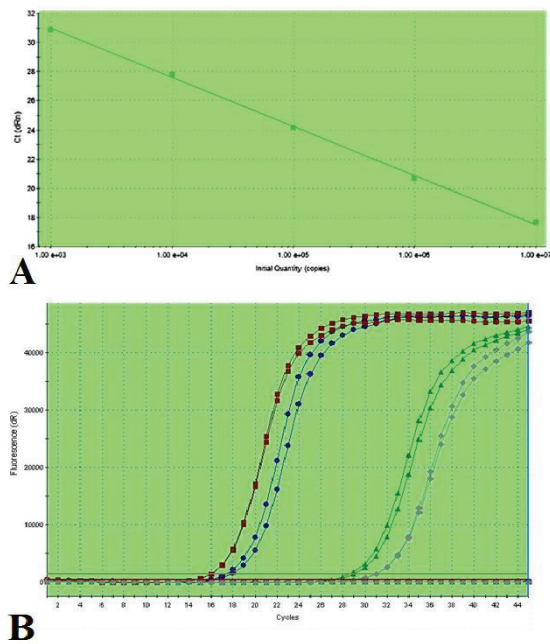 32
30
28
26
24
22
20
18
16
Ct (dRn)
1.00 e+03 1.00 e+04 1.00 e+05 1.00 e+06 1.00 e+07
Initial Quantity (copies)
A
40000
30000
20000
10000
0
Fluorescence (dR)
2 4 6 8 10 12 14 16 18 20 22 24 26 28 30 32 34 36 38 40 42 44
Cycles
B